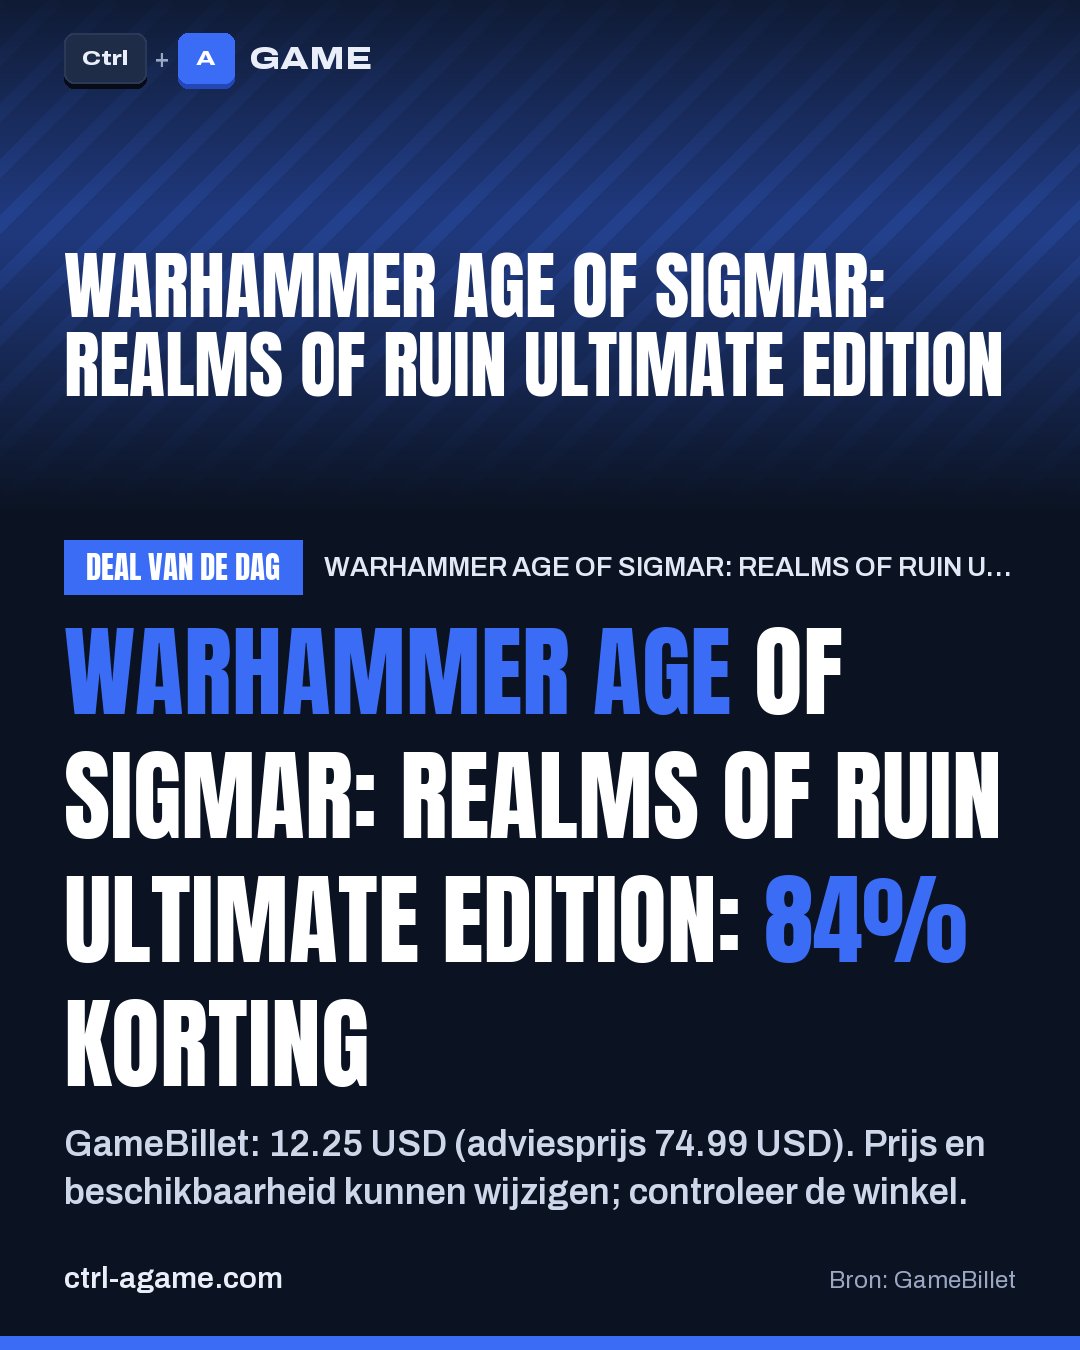 Ctrl + A GAME
WARHAMMER AGE OF SIGMAR:
REALMS OF RUIN ULTIMATE EDITION
DEAL VAN DE DAG WARHAMMER AGE OF SIGMAR: REALMS OF RUIN U...
WARHAMMER AGE OF
SIGMAR: REALMS OF RUIN
ULTIMATE EDITION: 84%
KORTING
GameBillet: 12.25 USD (adviesprijs 74.99 USD). Prijs en
beschikbaarheid kunnen wijzigen; controleer de winkel.
ctrl-agame.com Bron: GameBillet